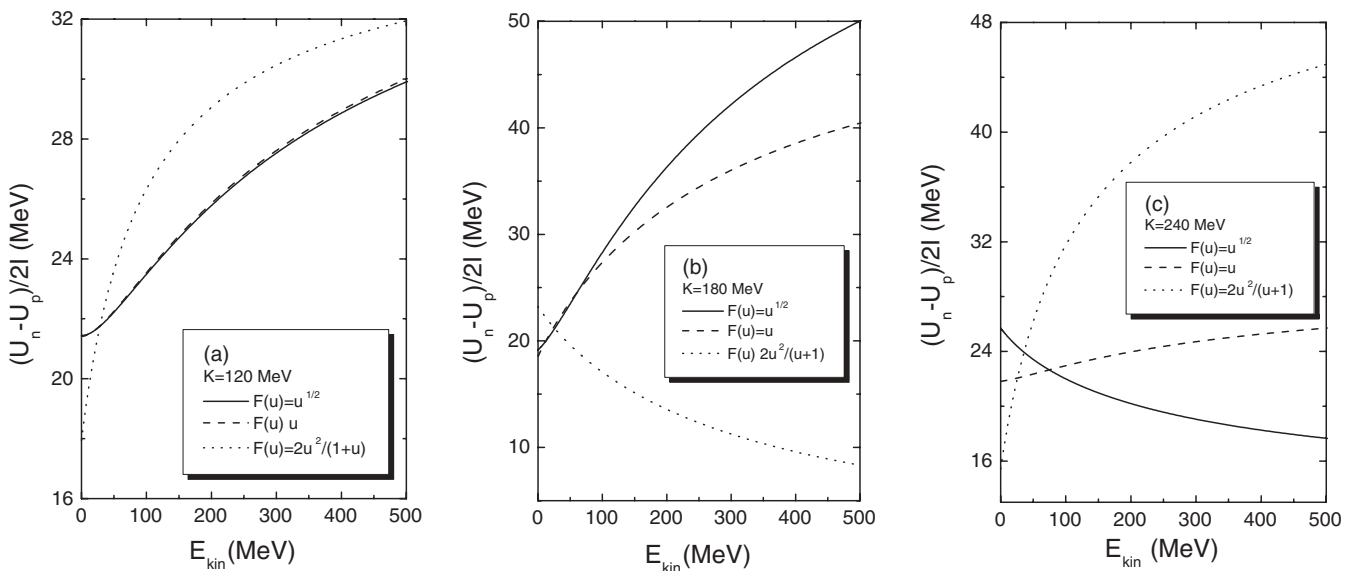 32
28
24
20
16
(U_n-U_p)/2I (MeV)
(a)
K=120 MeV
F(u)=u^1/2
F(u) u
F(u)=2u^2/(1+u)
0 100 200 300 400 500
E_kin(MeV)
50
40
30
20
10
(U_n-U_p)/2I (MeV)
(b)
K=180 MeV
F(u)=u^1/2
F(u)=u
F(u) 2u^2/(u+1)
0 100 200 300 400 500
E_kin(MeV)
48
40
32
24
16
(U_n-U_p)/2I (MeV)
(c)
K=240 MeV
F(u)=u^1/2
F(u)=u
F(u)=2u^2/(u+1)
0 100 200 300 400 500
E_kin (MeV)